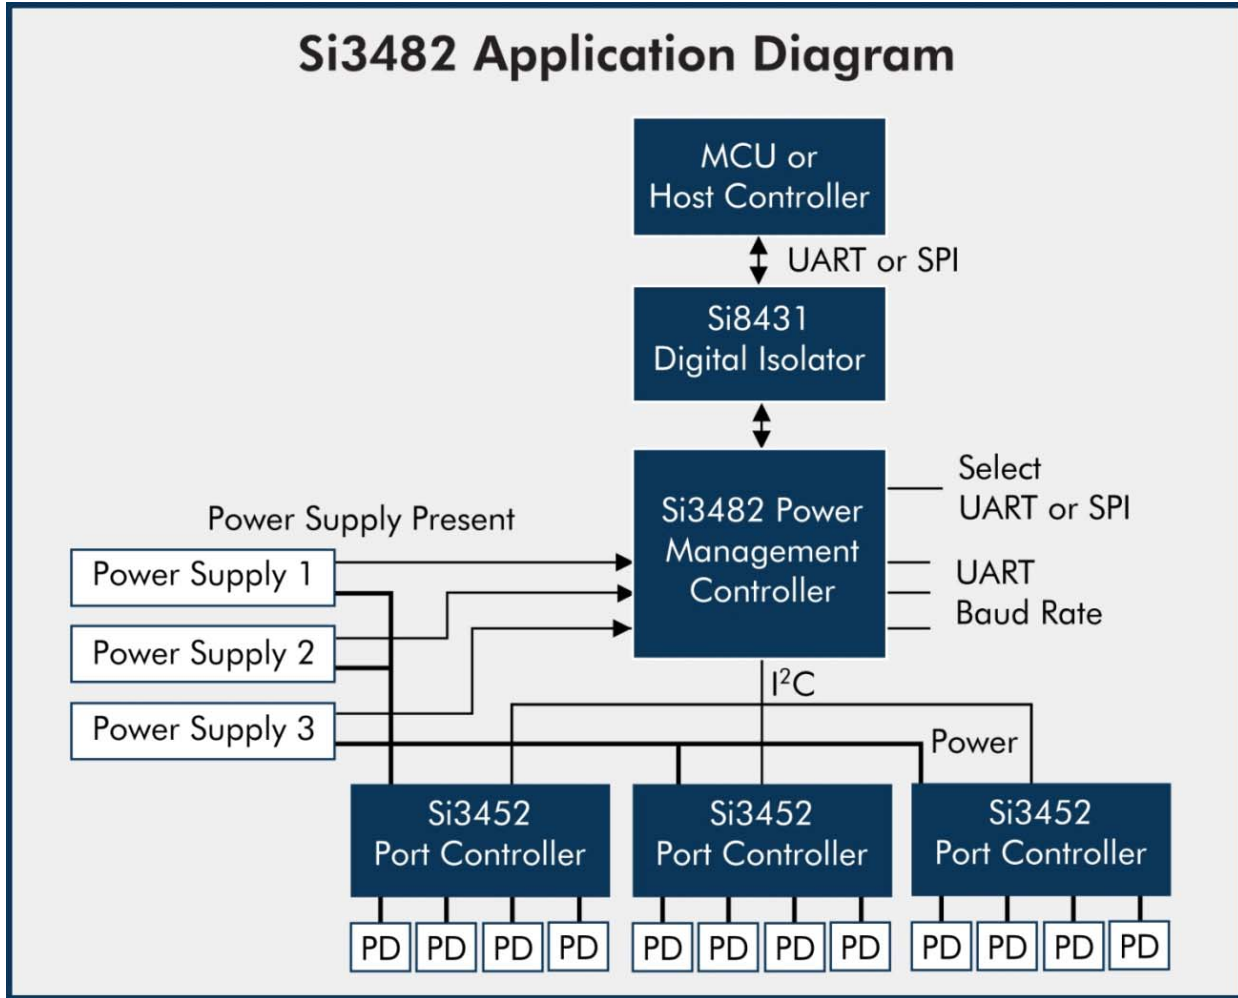 Si3482 Application Diagram
MCU or
Host Controller
UART or SPI
Si8431
Digital Isolator
Select
UART or SPI
Si3482 Power
Management
Controller
Power Supply Present
Power Supply 1
UART
Baud Rate
Power Supply 2
I²C
Power Supply 3
Power
Si3452
Port Controller
Si3452
Port Controller
Si3452
Port Controller
PD PD PD PD PD PD PD PD PD PD PD PD